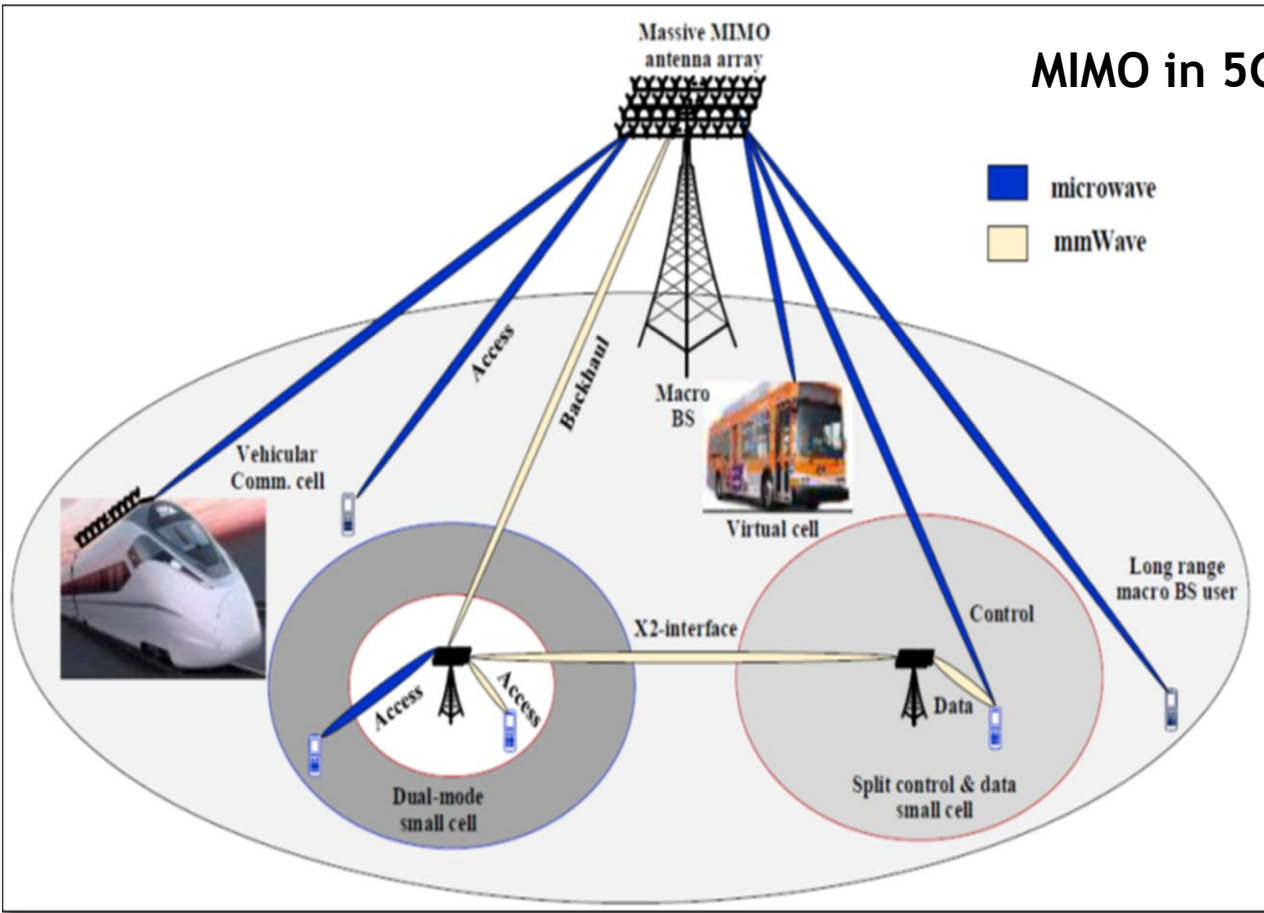 Massive MIMO
antenna array
MIMO in 5G
microwave
mmWave
Access
Backhaul
Macro
BS
Vehicular
Comm. cell
Virtual cell
Long range
macro BS user
X2-interface
Control
Access
Access
Data
Dual-mode
small cell
Split control & data
small cell